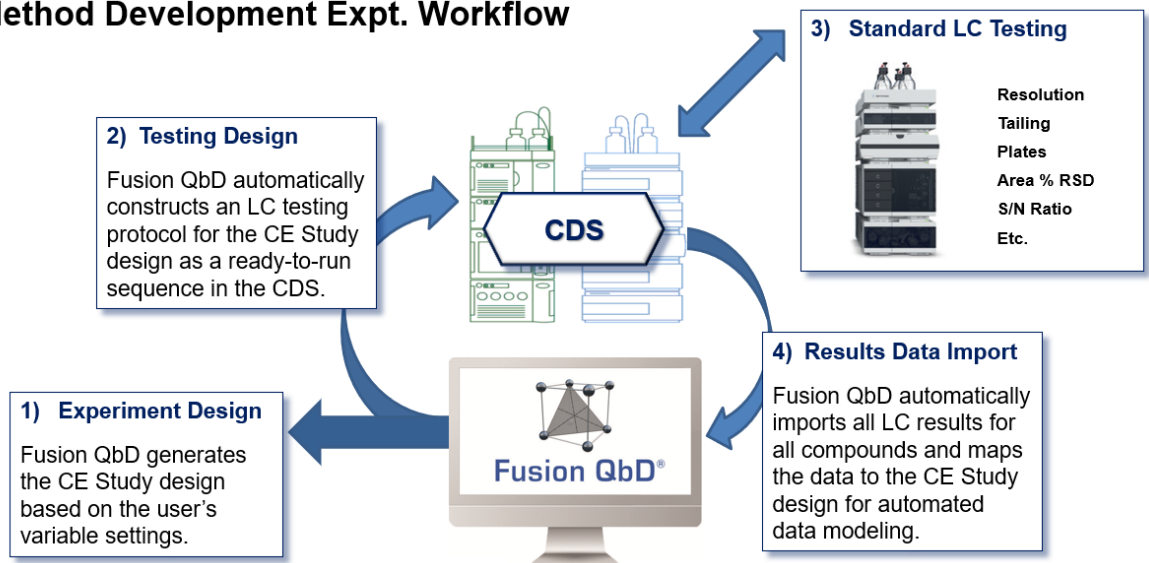 ethod Development Expt. Workflow
3) Standard LC Testing
Resolution
Tailing
Plates
Area % RSD
S/N Ratio
Etc.
2) Testing Design
Fusion QbD automatically
constructs an LC testing
protocol for the CE Study
design as a ready-to-run
sequence in the CDS.
CDS
4) Results Data Import
Fusion QbD automatically
imports all LC results for
all compounds and maps
the data to the CE Study
design for automated
data modeling.
1) Experiment Design
Fusion QbD generates
the CE Study design
based on the user’s
variable settings.
Fusion QbD®